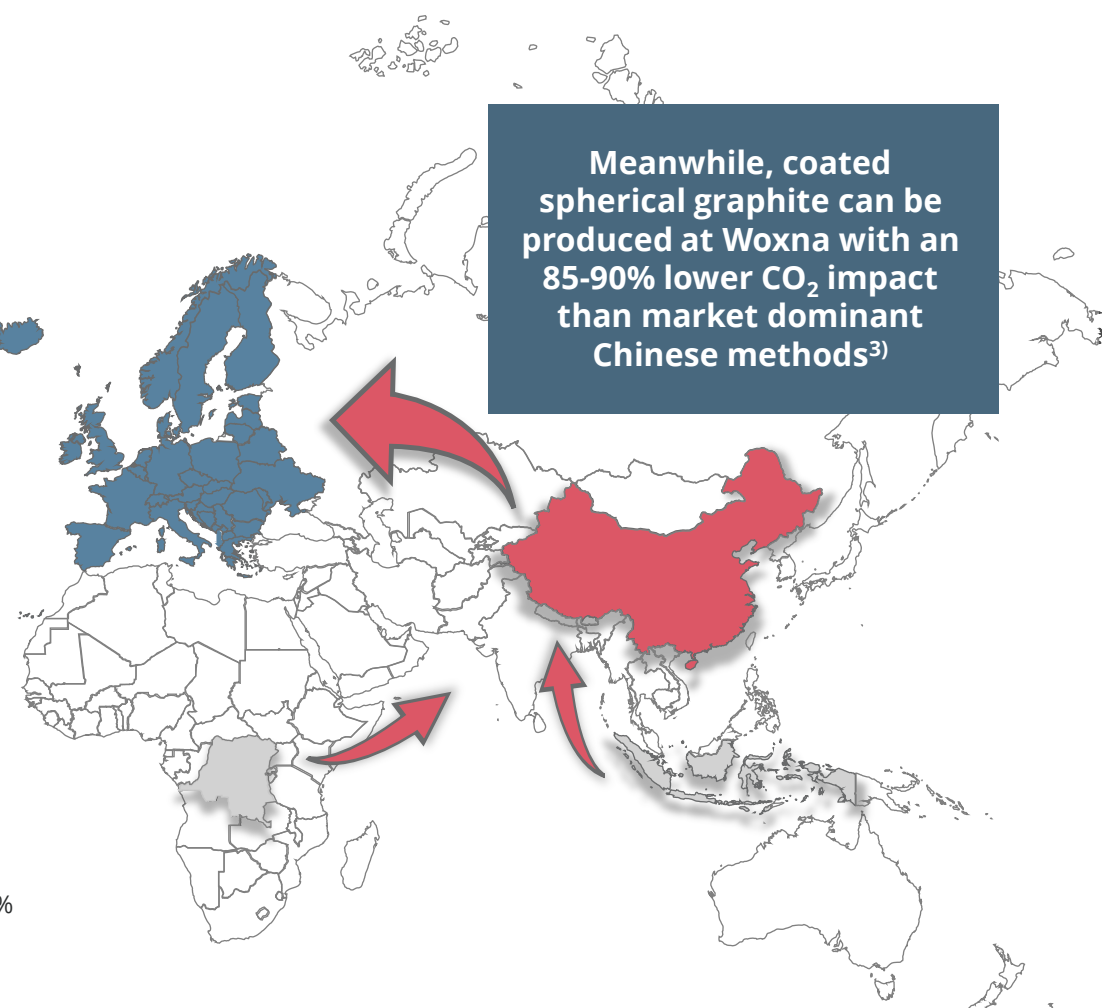 Meanwhile, coated
spherical graphite can be
produced at Woxna with an
85-90% lower CO₂ impact
than market dominant
Chinese methods³⁾
%